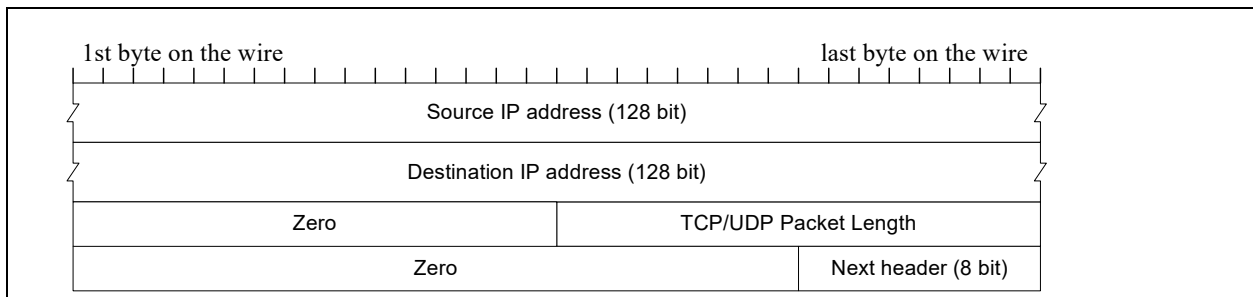 1st byte on the wire last byte on the wire
Source IP address (128 bit)
Destination IP address (128 bit)
Zero TCP/UDP Packet Length
Zero Next header (8 bit)